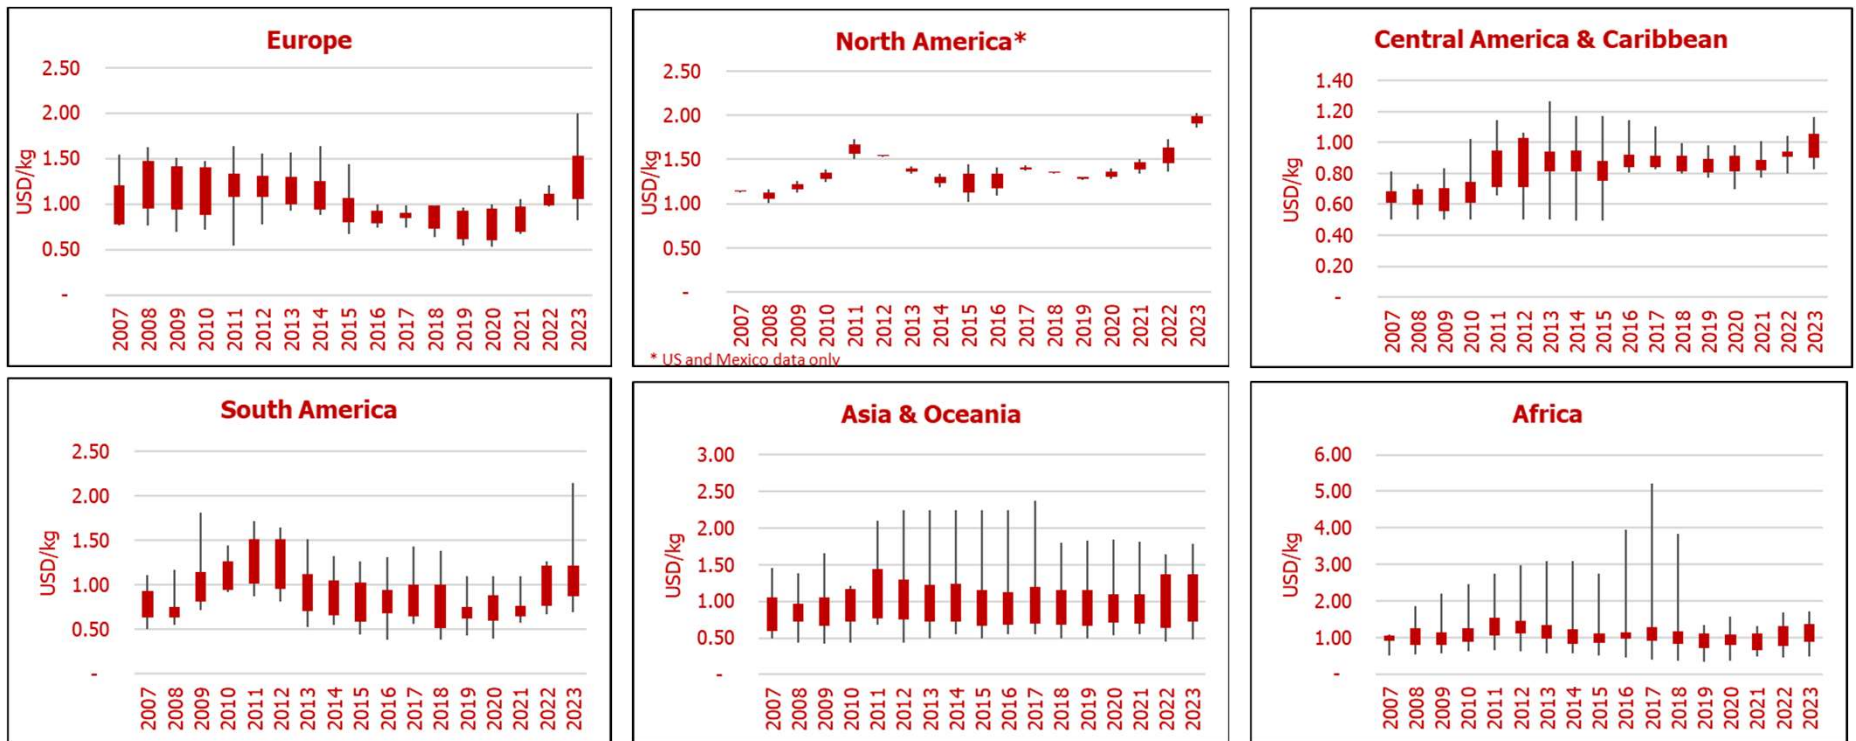 Europe
USD/kg
2.50
2.00
1.50
1.00
0.50
-
2007 2008 2009 2010 2011 2012 2013 2014 2015 2016 2017 2018 2019 2020 2021 2022 2023
North America*
USD/kg
2.50
2.00
1.50
1.00
0.50
-
2007 2008 2009 2010 2011 2012 2013 2014 2015 2016 2017 2018 2019 2020 2021 2022 2023
* US and Mexico data only
Central America & Caribbean
USD/kg
1.40
1.20
1.00
0.80
0.60
0.40
0.20
-
2007 2008 2009 2010 2011 2012 2013 2014 2015 2016 2017 2018 2019 2020 2021 2022 2023
South America
USD/kg
2.50
2.00
1.50
1.00
0.50
-
2007 2008 2009 2010 2011 2012 2013 2014 2015 2016 2017 2018 2019 2020 2021 2022 2023
Asia & Oceania
USD/kg
3.00
2.50
2.00
1.50
1.00
0.50
-
2007 2008 2009 2010 2011 2012 2013 2014 2015 2016 2017 2018 2019 2020 2021 2022 2023
Africa
USD/kg
6.00
5.00
4.00
3.00
2.00
1.00
-
2007 2008 2009 2010 2011 2012 2013 2014 2015 2016 2017 2018 2019 2020 2021 2022 2023